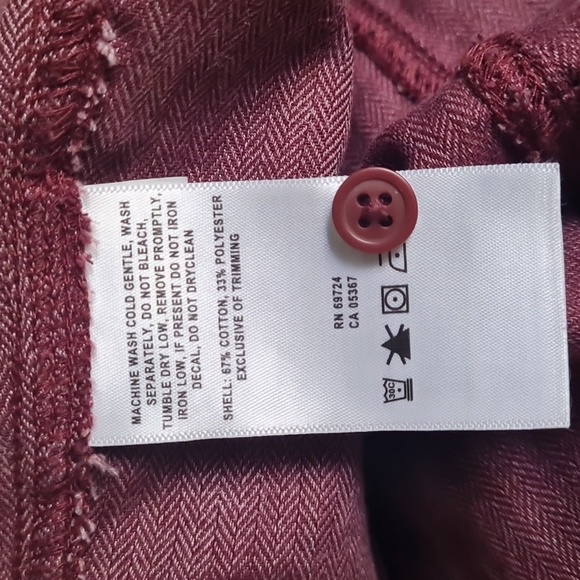 MACHINE WASH COLD GENTLE, WASH
SEPARATELY, DO NOT BLEACH,
TUMBLE DRY LOW, REMOVE PROMPTLY,
IRON LOW, IF PRESENT DO NOT IRON
DECAL, DO NOT DRYCLEAN
SHELL: 67% COTTON, 33% POLYESTER
EXCLUSIVE OF TRIMMING
RN 69724
CA 05367
30C